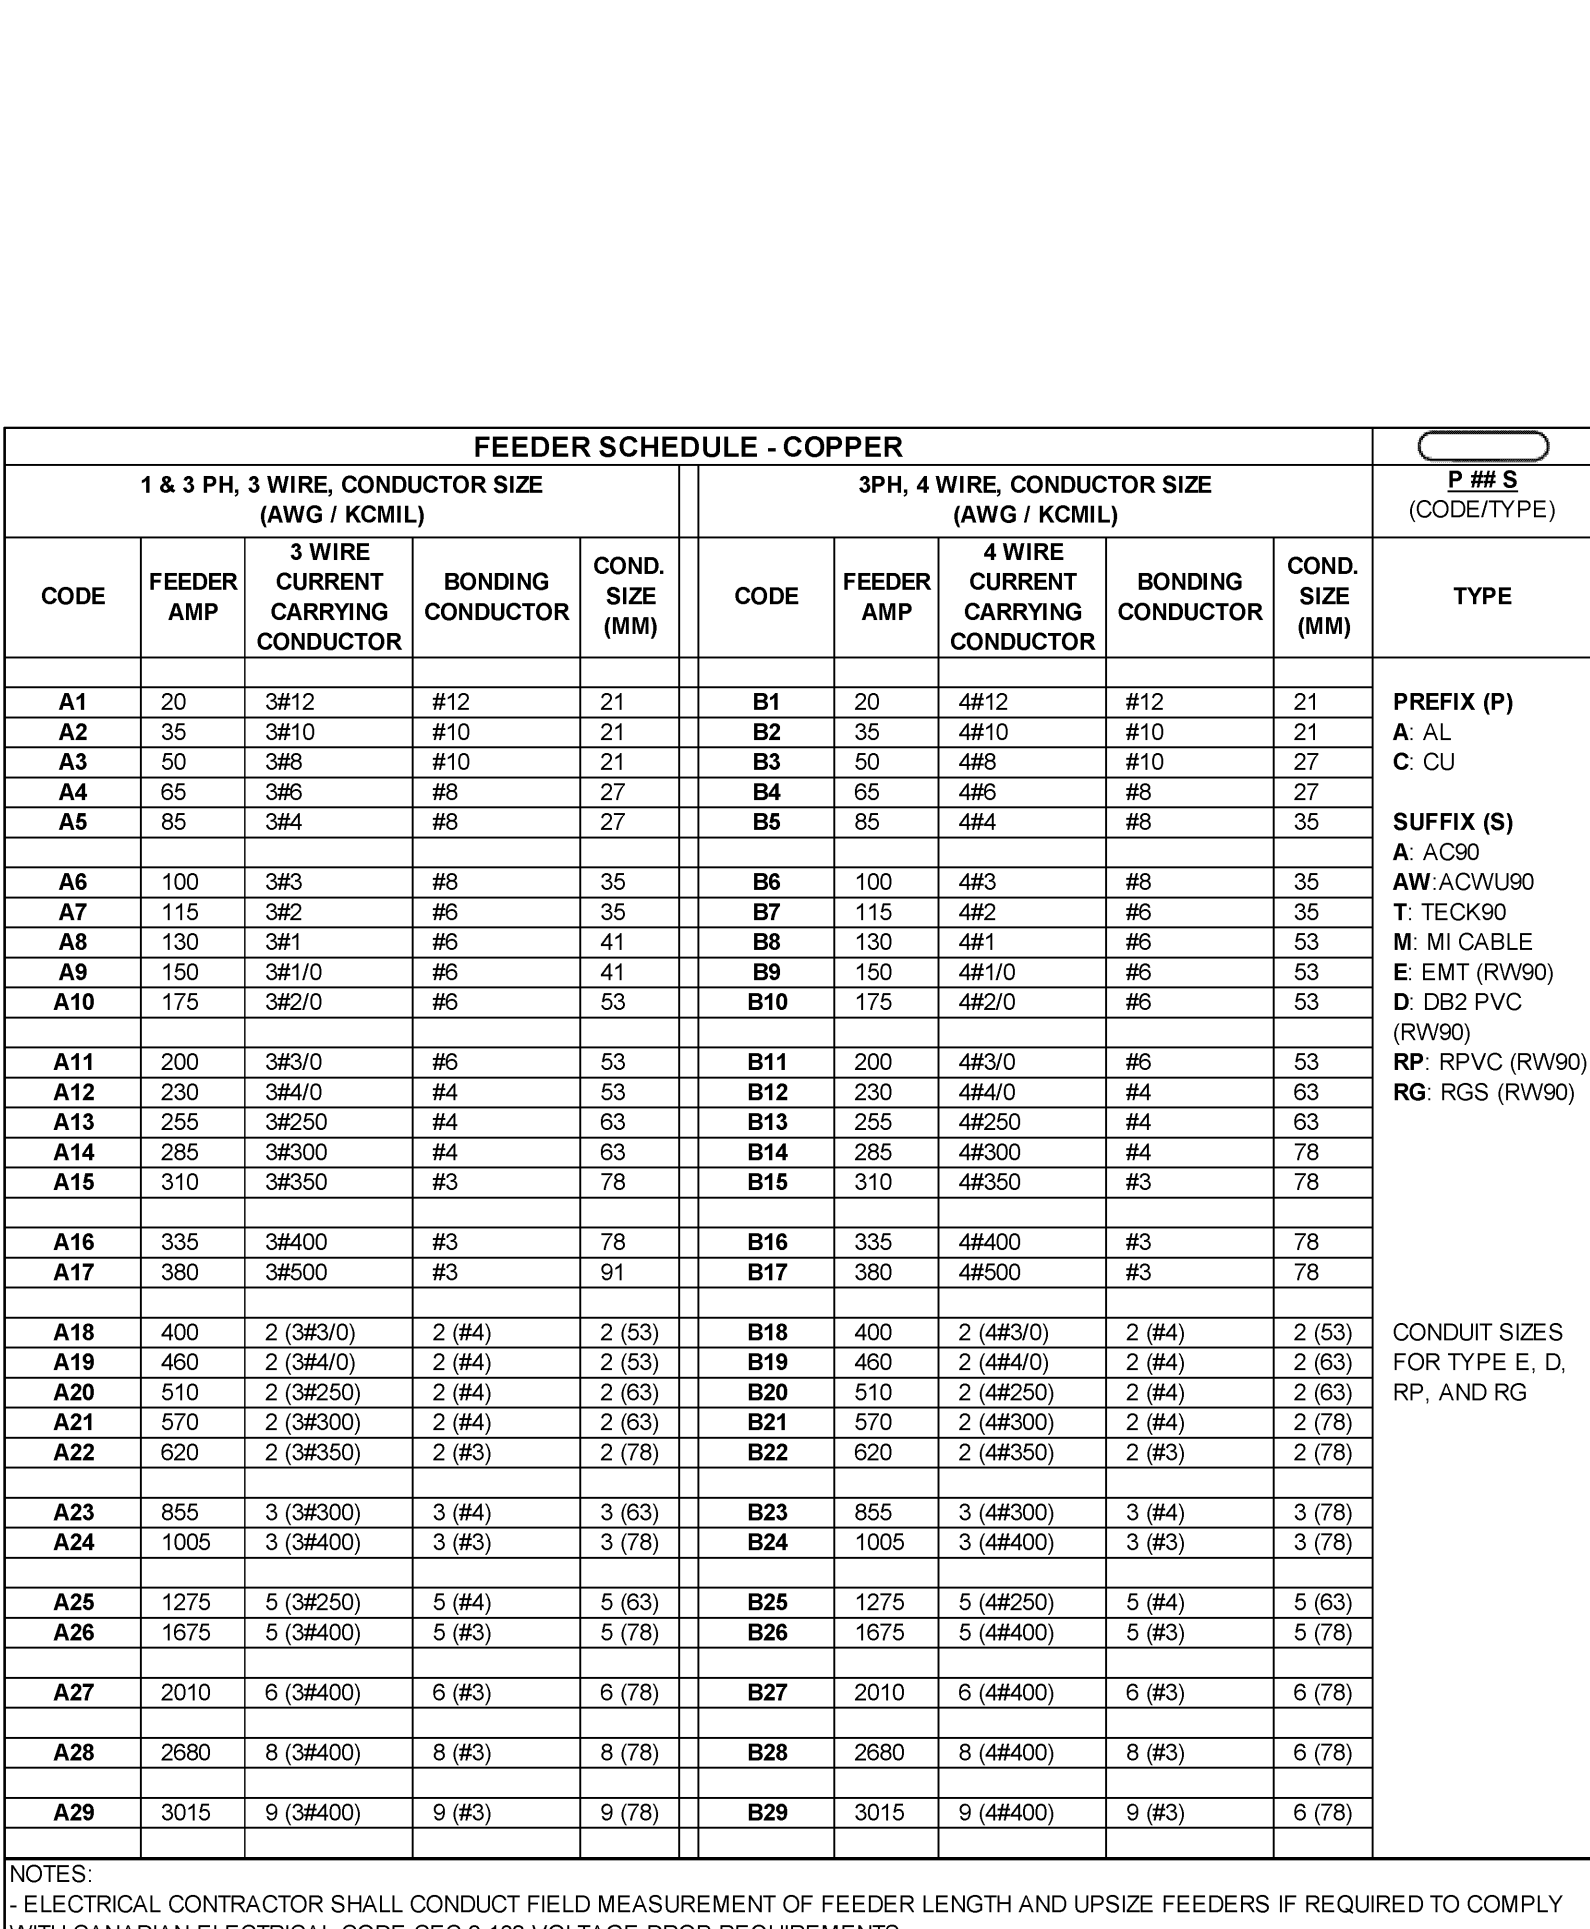 FEEDER SCHEDULE - COPPER
1 & 3 PH, 3 WIRE, CONDUCTOR SIZE
(AWG / KCMIL)
3PH, 4 WIRE, CONDUCTOR SIZE
(AWG / KCMIL)
P ## S
(CODE/TYPE)
CODE FEEDER AMP 3 WIRE CURRENT CARRYING CONDUCTOR BONDING CONDUCTOR COND. SIZE (MM) CODE FEEDER AMP 4 WIRE CURRENT CARRYING CONDUCTOR BONDING CONDUCTOR COND. SIZE (MM) TYPE
A1 20 3#12 #12 21 B1 20 4#12 #12 21 PREFIX (P)
A2 35 3#10 #10 21 B2 35 4#10 #10 21 A: AL
A3 50 3#8 #10 21 B3 50 4#8 #10 27 C: CU
A4 65 3#6 #8 27 B4 65 4#6 #8 27
A5 85 3#4 #8 27 B5 85 4#4 #8 35 SUFFIX (S)
A: AC90
A6 100 3#3 #8 35 B6 100 4#3 #8 35 AW:ACWU90
A7 115 3#2 #6 35 B7 115 4#2 #6 35 T: TECK90
A8 130 3#1 #6 41 B8 130 4#1 #6 53 M: MI CABLE
A9 150 3#1/0 #6 41 B9 150 4#1/0 #6 53 E: EMT (RW90)
A10 175 3#2/0 #6 53 B10 175 4#2/0 #6 53 D: DB2 PVC
(RW90)
A11 200 3#3/0 #6 53 B11 200 4#3/0 #6 53 RP: RPVC (RW90)
A12 230 3#4/0 #4 53 B12 230 4#4/0 #4 63 RG: RGS (RW90)
A13 255 3#250 #4 63 B13 255 4#250 #4 63
A14 285 3#300 #4 63 B14 285 4#300 #4 78
A15 310 3#350 #3 78 B15 310 4#350 #3 78
A16 335 3#400 #3 78 B16 335 4#400 #3 78
A17 380 3#500 #3 91 B17 380 4#500 #3 78
A18 400 2 (3#3/0) 2 (#4) 2 (53) B18 400 2 (4#3/0) 2 (#4) 2 (53) CONDUIT SIZES
A19 460 2 (3#4/0) 2 (#4) 2 (53) B19 460 2 (4#4/0) 2 (#4) 2 (63) FOR TYPE E, D,
A20 510 2 (3#250) 2 (#4) 2 (63) B20 510 2 (4#250) 2 (#4) 2 (63) RP, AND RG
A21 570 2 (3#300) 2 (#4) 2 (63) B21 570 2 (4#300) 2 (#4) 2 (78)
A22 620 2 (3#350) 2 (#3) 2 (78) B22 620 2 (4#350) 2 (#3) 2 (78)
A23 855 3 (3#300) 3 (#4) 3 (63) B23 855 3 (4#300) 3 (#4) 3 (78)
A24 1005 3 (3#400) 3 (#3) 3 (78) B24 1005 3 (4#400) 3 (#3) 3 (78)
A25 1275 5 (3#250) 5 (#4) 5 (63) B25 1275 5 (4#250) 5 (#4) 5 (63)
A26 1675 5 (3#400) 5 (#3) 5 (78) B26 1675 5 (4#400) 5 (#3) 5 (78)
A27 2010 6 (3#400) 6 (#3) 6 (78) B27 2010 6 (4#400) 6 (#3) 6 (78)
A28 2680 8 (3#400) 8 (#3) 8 (78) B28 2680 8 (4#400) 8 (#3) 6 (78)
A29 3015 9 (3#400) 9 (#3) 9 (78) B29 3015 9 (4#400) 9 (#3) 6 (78)
NOTES:
- ELECTRICAL CONTRACTOR SHALL CONDUCT FIELD MEASUREMENT OF FEEDER LENGTH AND UPSIZE FEEDERS IF REQUIRED TO COMPLY
WITH CANADIAN ELECTRICAL CODE CEC VOLTAGE DROP REQUIREMENTS